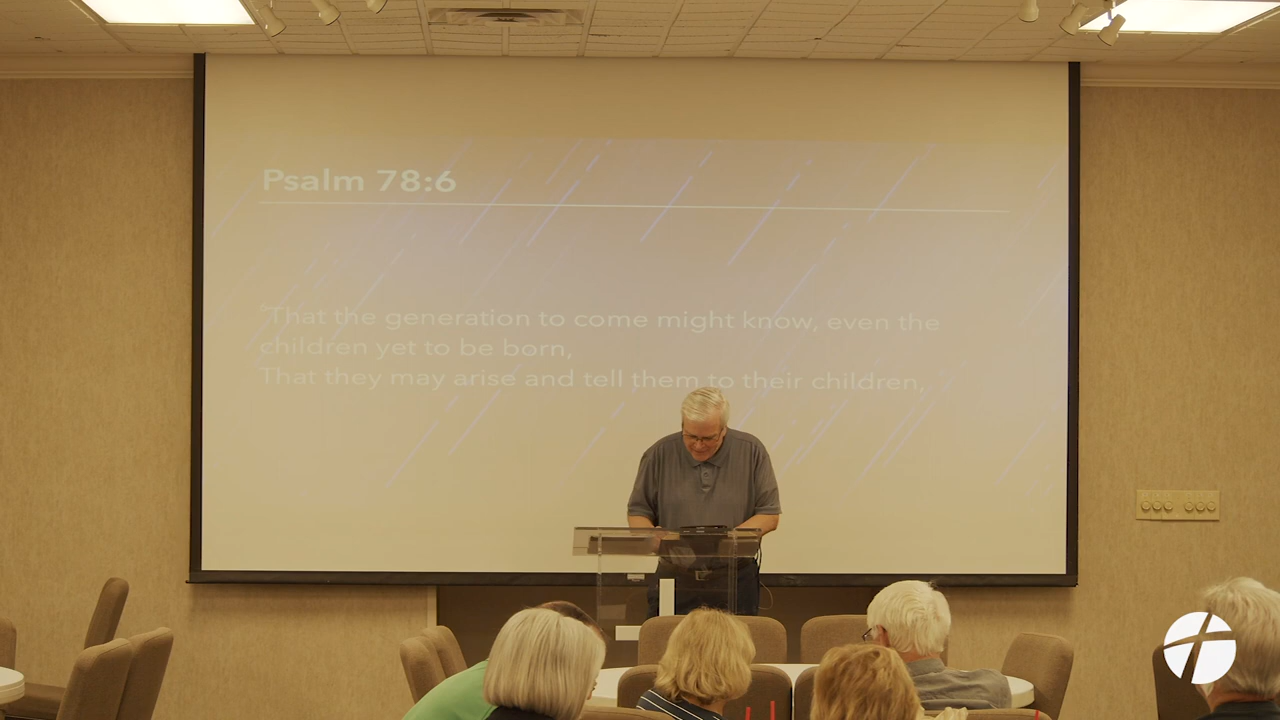 Psalm 78:6
"That the generation to come might know, even the
children yet to be born,
That they may arise and tell them to their children,